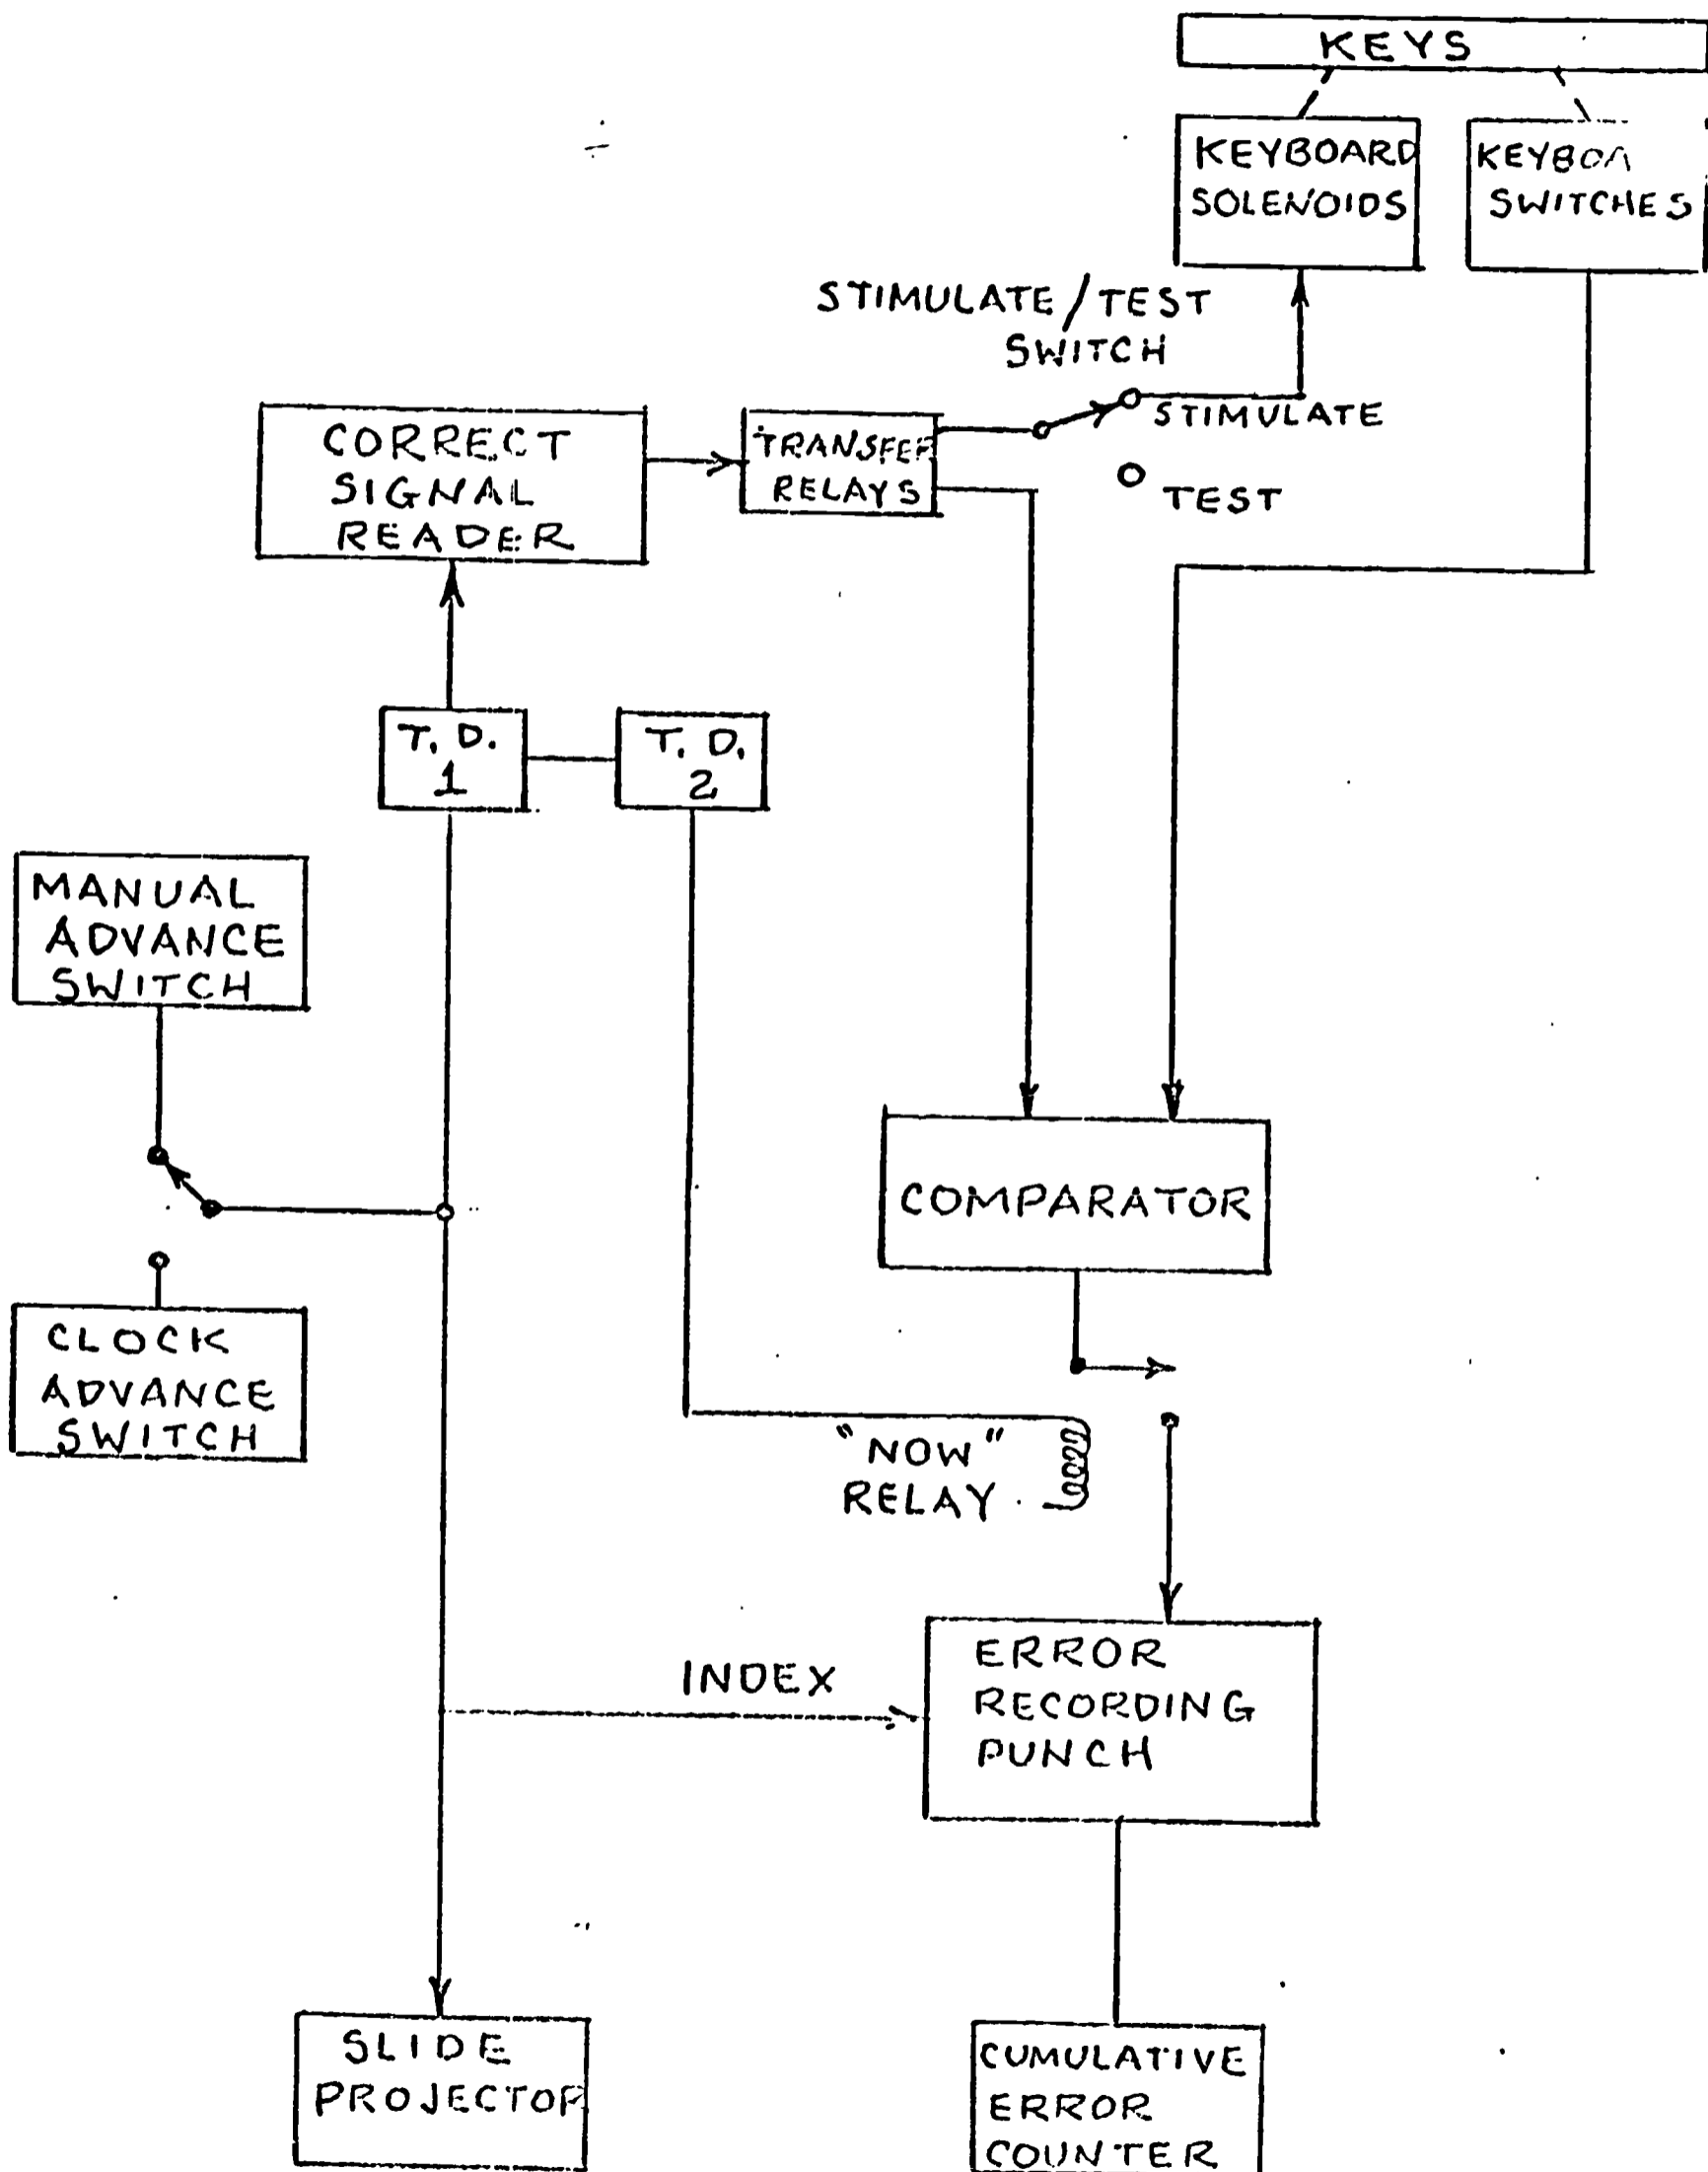 KEYS
KEYBOARD
SOLENOIDS
SWITCHES
STIMULATE/TEST
SWITCH
STIMULATE
TEST
CORRECT
SIGNAL
READER
TRANSFER
RELAYS
T. D.
1
T. D.
2
MANUAL
ADVANCE
SWITCH
CLOCK
ADVANCE
SWITCH
COMPARATOR
"NOW"
RELAY
INDEX
ERROR
RECORDING
PUNCH
SLIDE
PROJECTOR
CUMULATIVE
ERROR
COUNTER